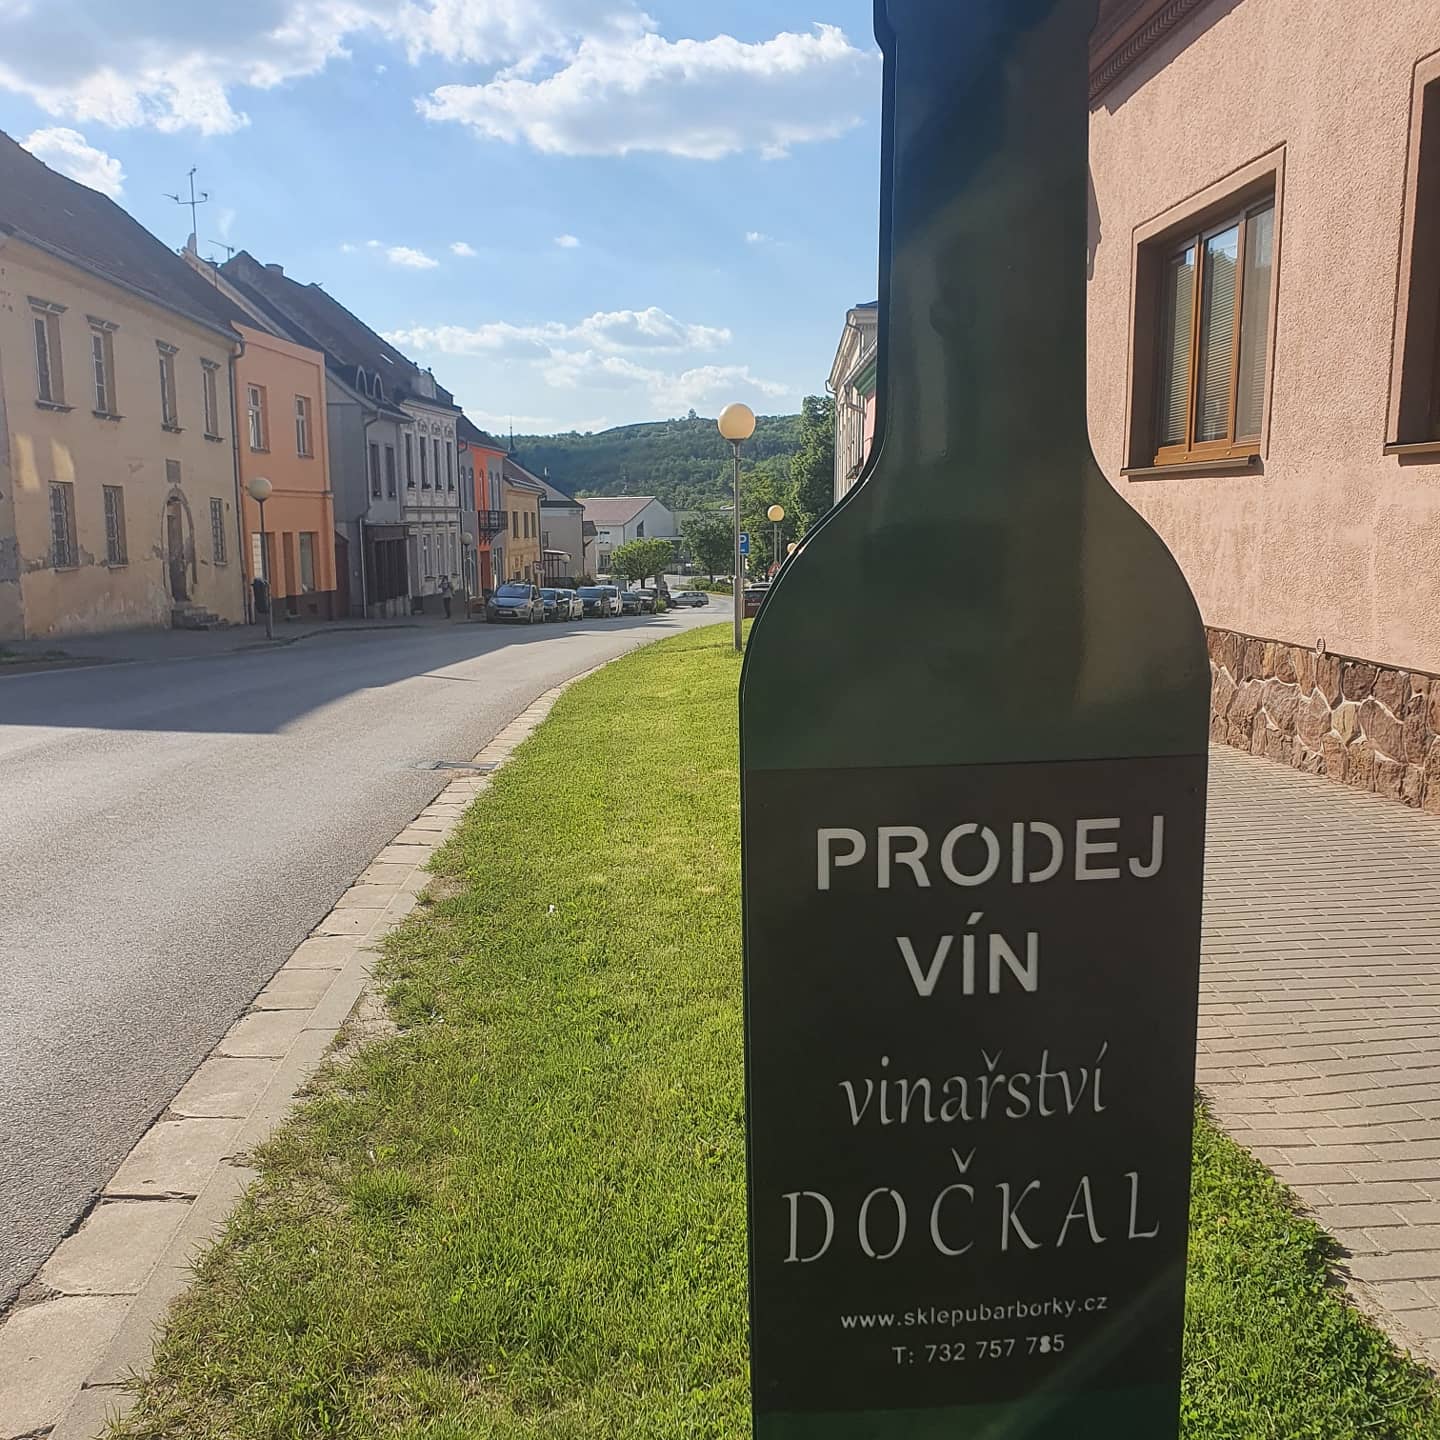 PRODEJ
VÍN
vinařství
DOČKAL
www.sklepubarborky.cz
T: 732 757 785
P